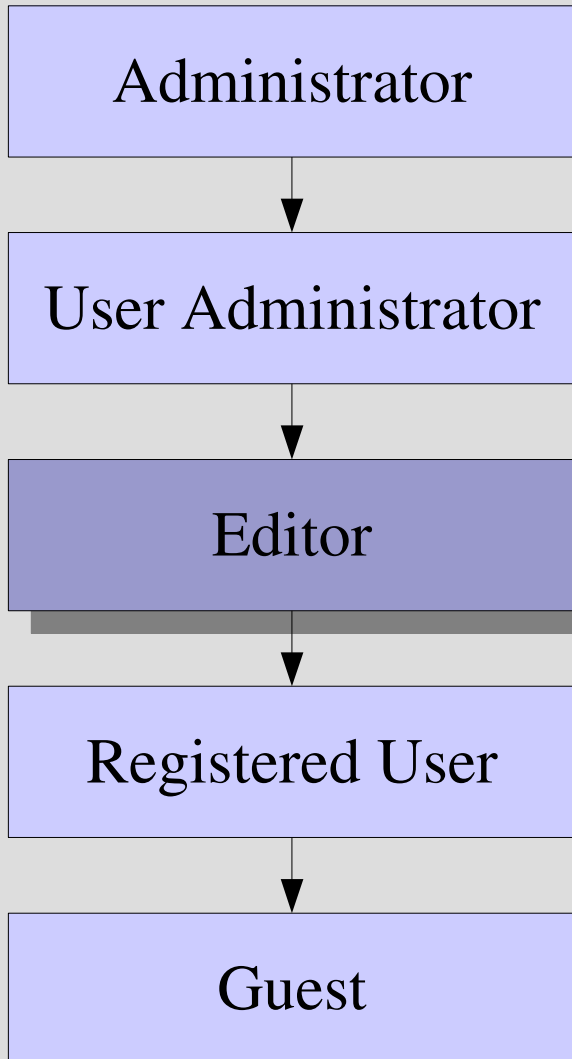 Administrator
User Administrator
Editor
Registered User
Guest